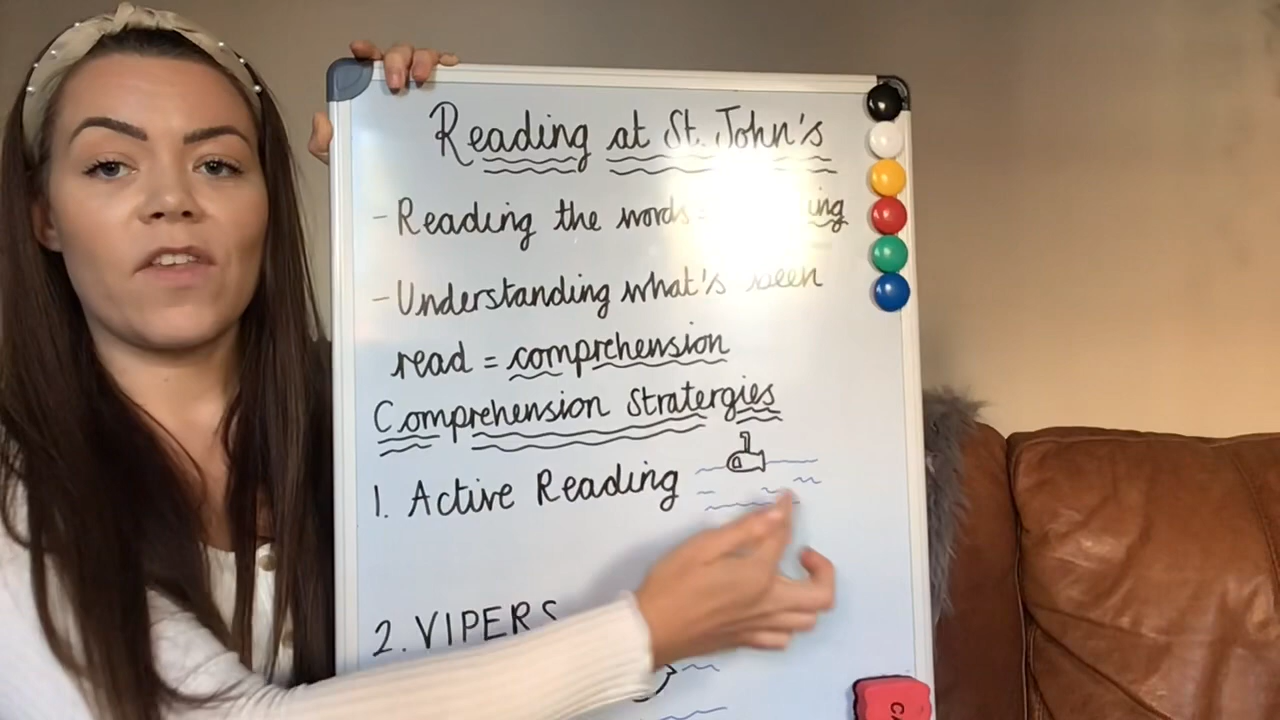 Reading at St. John's
- Reading the words = ing
- Understanding what's been
read = comprehension
Comprehension Stratergies
1. Active Reading
2. VIPERS